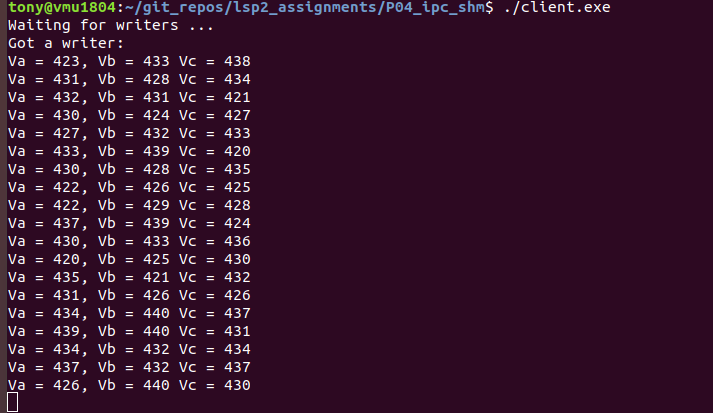 tony@vmu1804:~/git_repos/lsp2_assignments/P04_ipc_shm$ ./client.exe
Waiting for writers ...
Got a writer:
Va = 423, Vb = 433 Vc = 438
Va = 431, Vb = 428 Vc = 434
Va = 432, Vb = 431 Vc = 421
Va = 430, Vb = 424 Vc = 427
Va = 427, Vb = 432 Vc = 433
Va = 433, Vb = 439 Vc = 420
Va = 430, Vb = 428 Vc = 435
Va = 422, Vb = 426 Vc = 425
Va = 422, Vb = 429 Vc = 428
Va = 437, Vb = 439 Vc = 424
Va = 430, Vb = 433 Vc = 436
Va = 420, Vb = 425 Vc = 430
Va = 435, Vb = 421 Vc = 432
Va = 431, Vb = 426 Vc = 426
Va = 434, Vb = 440 Vc = 437
Va = 439, Vb = 440 Vc = 431
Va = 434, Vb = 432 Vc = 434
Va = 437, Vb = 432 Vc = 437
Va = 426, Vb = 440 Vc = 430